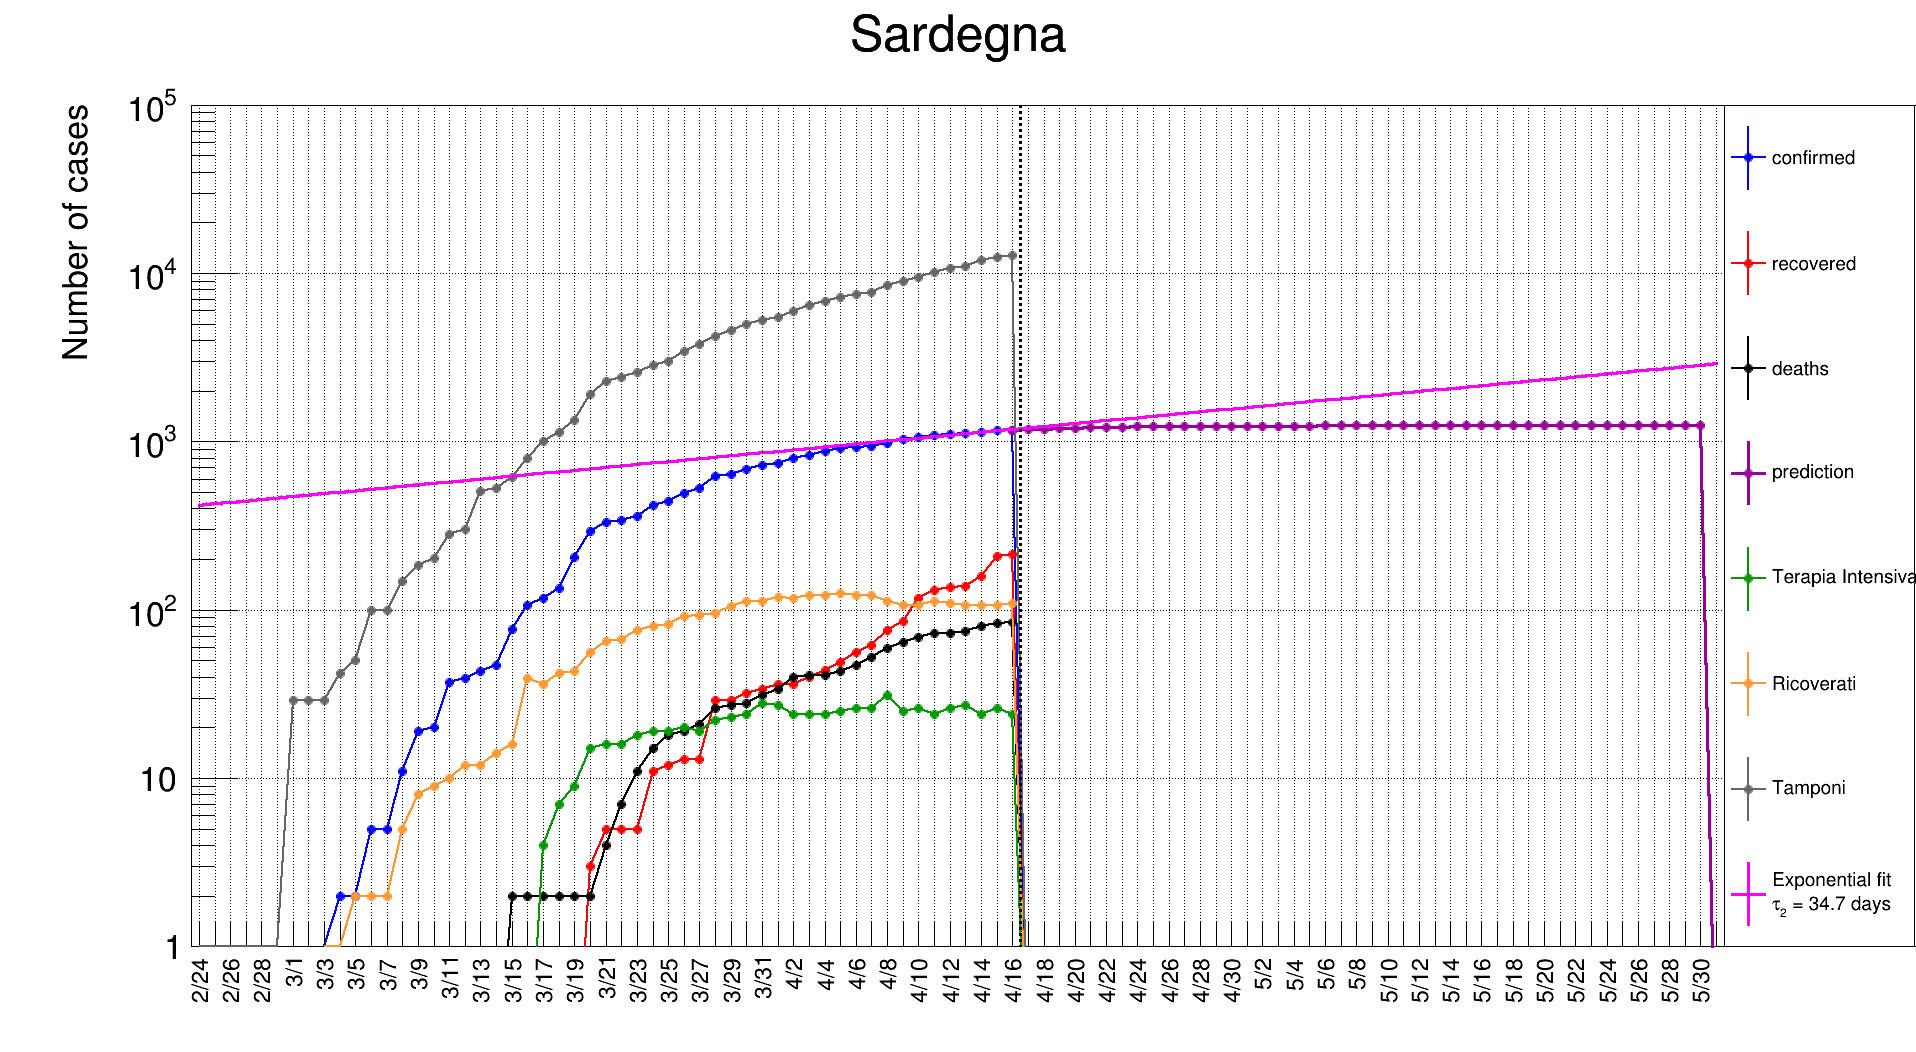 Sardegna
Number of cases
10^5
10^4
10^3
10^2
10
1
2/24 2/26 2/28 3/1 3/3 3/5 3/7 3/9 3/11 3/13 3/15 3/17 3/19 3/21 3/23 3/25 3/27 3/29 3/31 4/2 4/4 4/6 4/8 4/10 4/12 4/14 4/16 4/18 4/20 4/22 4/24 4/26 4/28 4/30 5/2 5/4 5/6 5/8 5/10 5/12 5/14 5/16 5/18 5/20 5/22 5/24 5/26 5/28 5/30
confirmed
recovered
deaths
prediction
Terapia Intensiva
Ricoverati
Tamponi
Exponential fit
τ₂ = 34.7 days